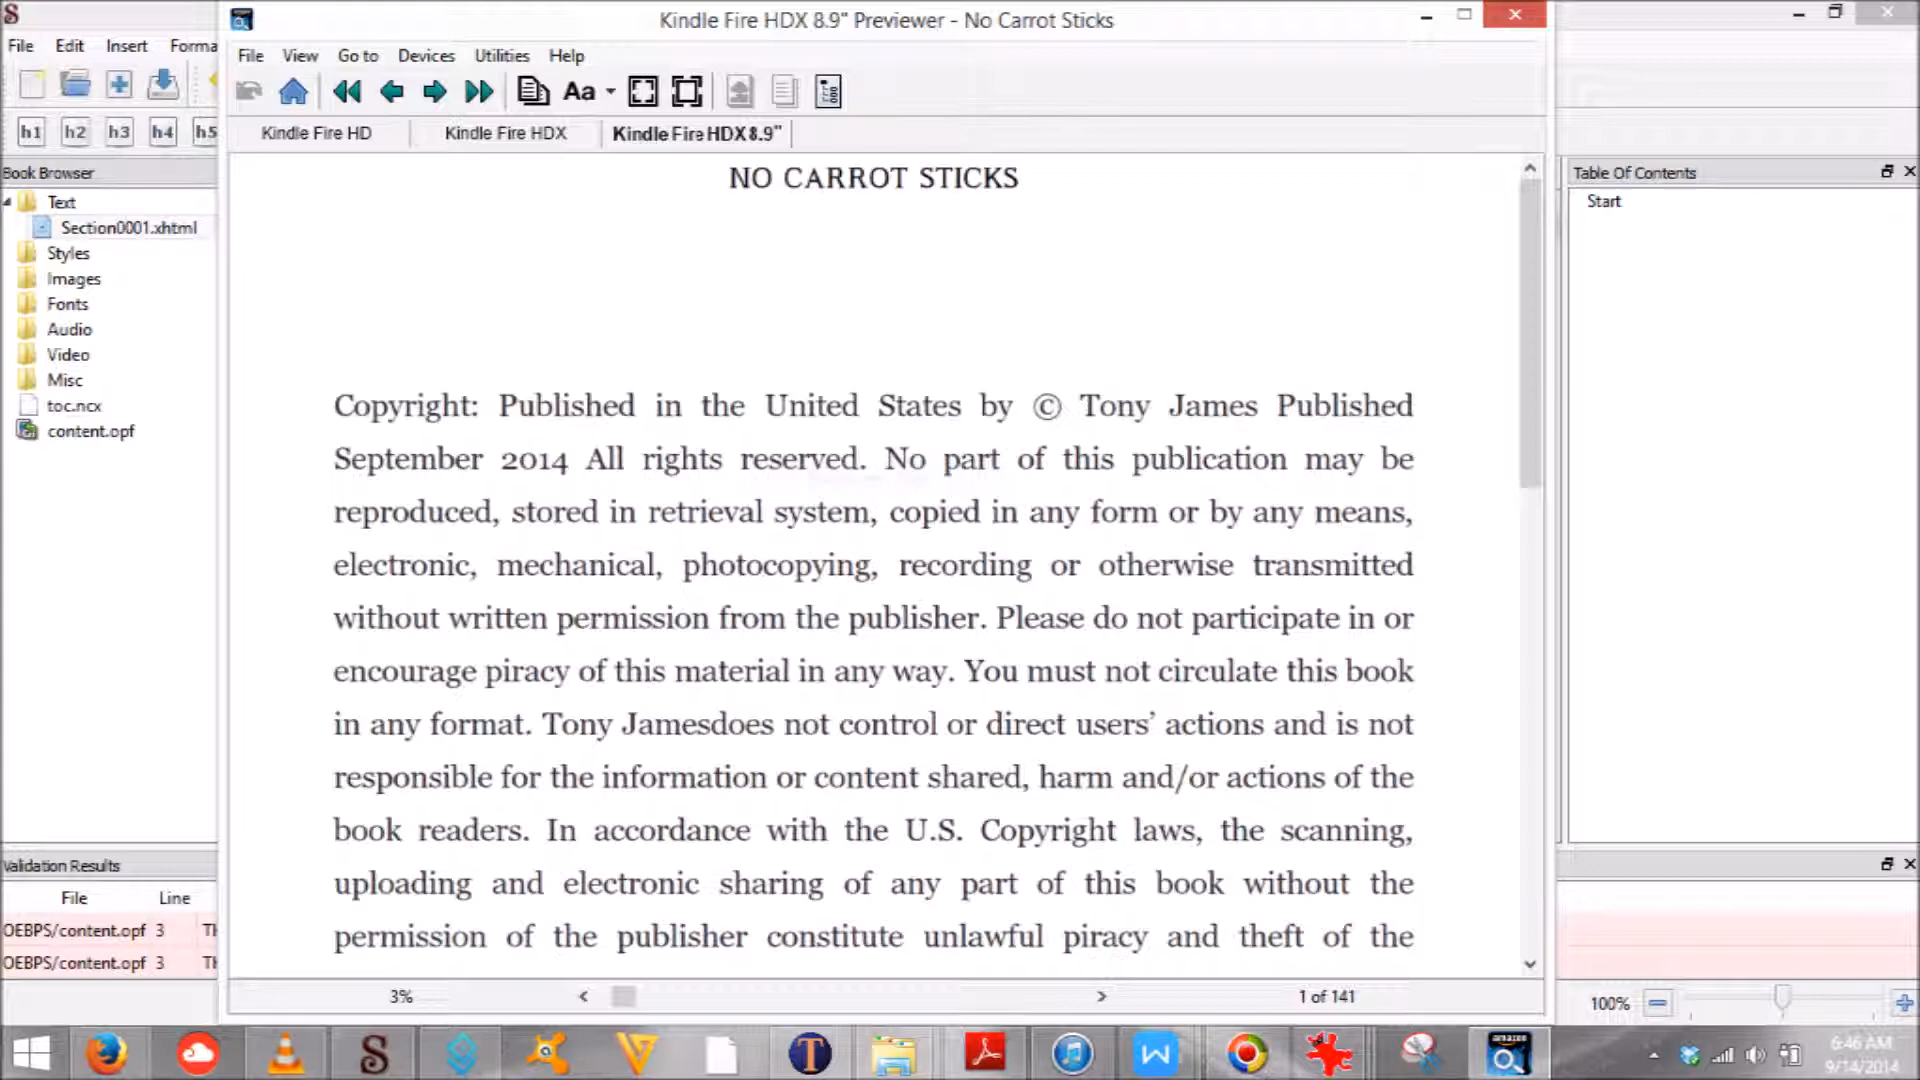 Kindle Fire HDX 8.9" Previewer - No Carrot Sticks
File Edit Insert Forma
File View Go to Devices Utilities Help
Aa
h1 h2 h3 h4 h5
Kindle Fire HD Kindle Fire HDX Kindle Fire HDX 8.9"
Book Browser
Text
Section0001.xhtml
Styles
Images
Fonts
Audio
Video
Misc
toc.ncx
content.opf
NO CARROT STICKS
Copyright: Published in the United States by © Tony James Published
September 2014 All rights reserved. No part of this publication may be
reproduced, stored in retrieval system, copied in any form or by any means,
electronic, mechanical, photocopying, recording or otherwise transmitted
without written permission from the publisher. Please do not participate in or
encourage piracy of this material in any way. You must not circulate this book
in any format. Tony Jamesdoes not control or direct users’ actions and is not
responsible for the information or content shared, harm and/or actions of the
book readers. In accordance with the U.S. Copyright laws, the scanning,
uploading and electronic sharing of any part of this book without the
permission of the publisher constitute unlawful piracy and theft of the
Table Of Contents
Start
Validation Results
File Line
OEBPS/content.opf 3
OEBPS/content.opf 3
3% 1 of 141
100%
amazon
6:46 AM
9/14/2014